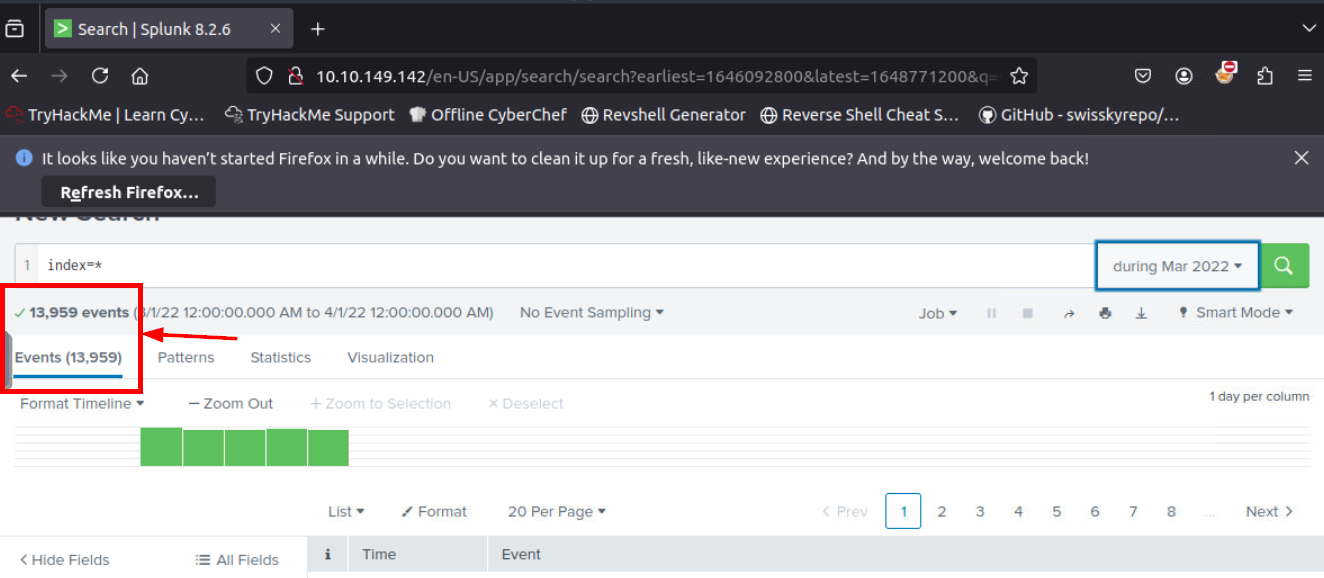 Search | Splunk 8.2.6
10.10.149.142/en-US/app/search/search?earliest=1646092800&latest=1648771200&q=
TryHackMe | Learn Cy... TryHackMe Support Offline CyberChef Revshell Generator Reverse Shell Cheat S... GitHub - swisskyrepo/...
It looks like you haven't started Firefox in a while. Do you want to clean it up for a fresh, like-new experience? And by the way, welcome back!
Refresh Firefox...
New Search
1 index=* during Mar 2022
13,959 events (3/1/22 12:00:00.000 AM to 4/1/22 12:00:00.000 AM) No Event Sampling Job Smart Mode
Events (13,959) Patterns Statistics Visualization
Format Timeline — Zoom Out + Zoom to Selection × Deselect 1 day per column
List Format 20 Per Page < Prev 1 2 3 4 5 6 7 8 ... Next >
< Hide Fields All Fields i Time Event